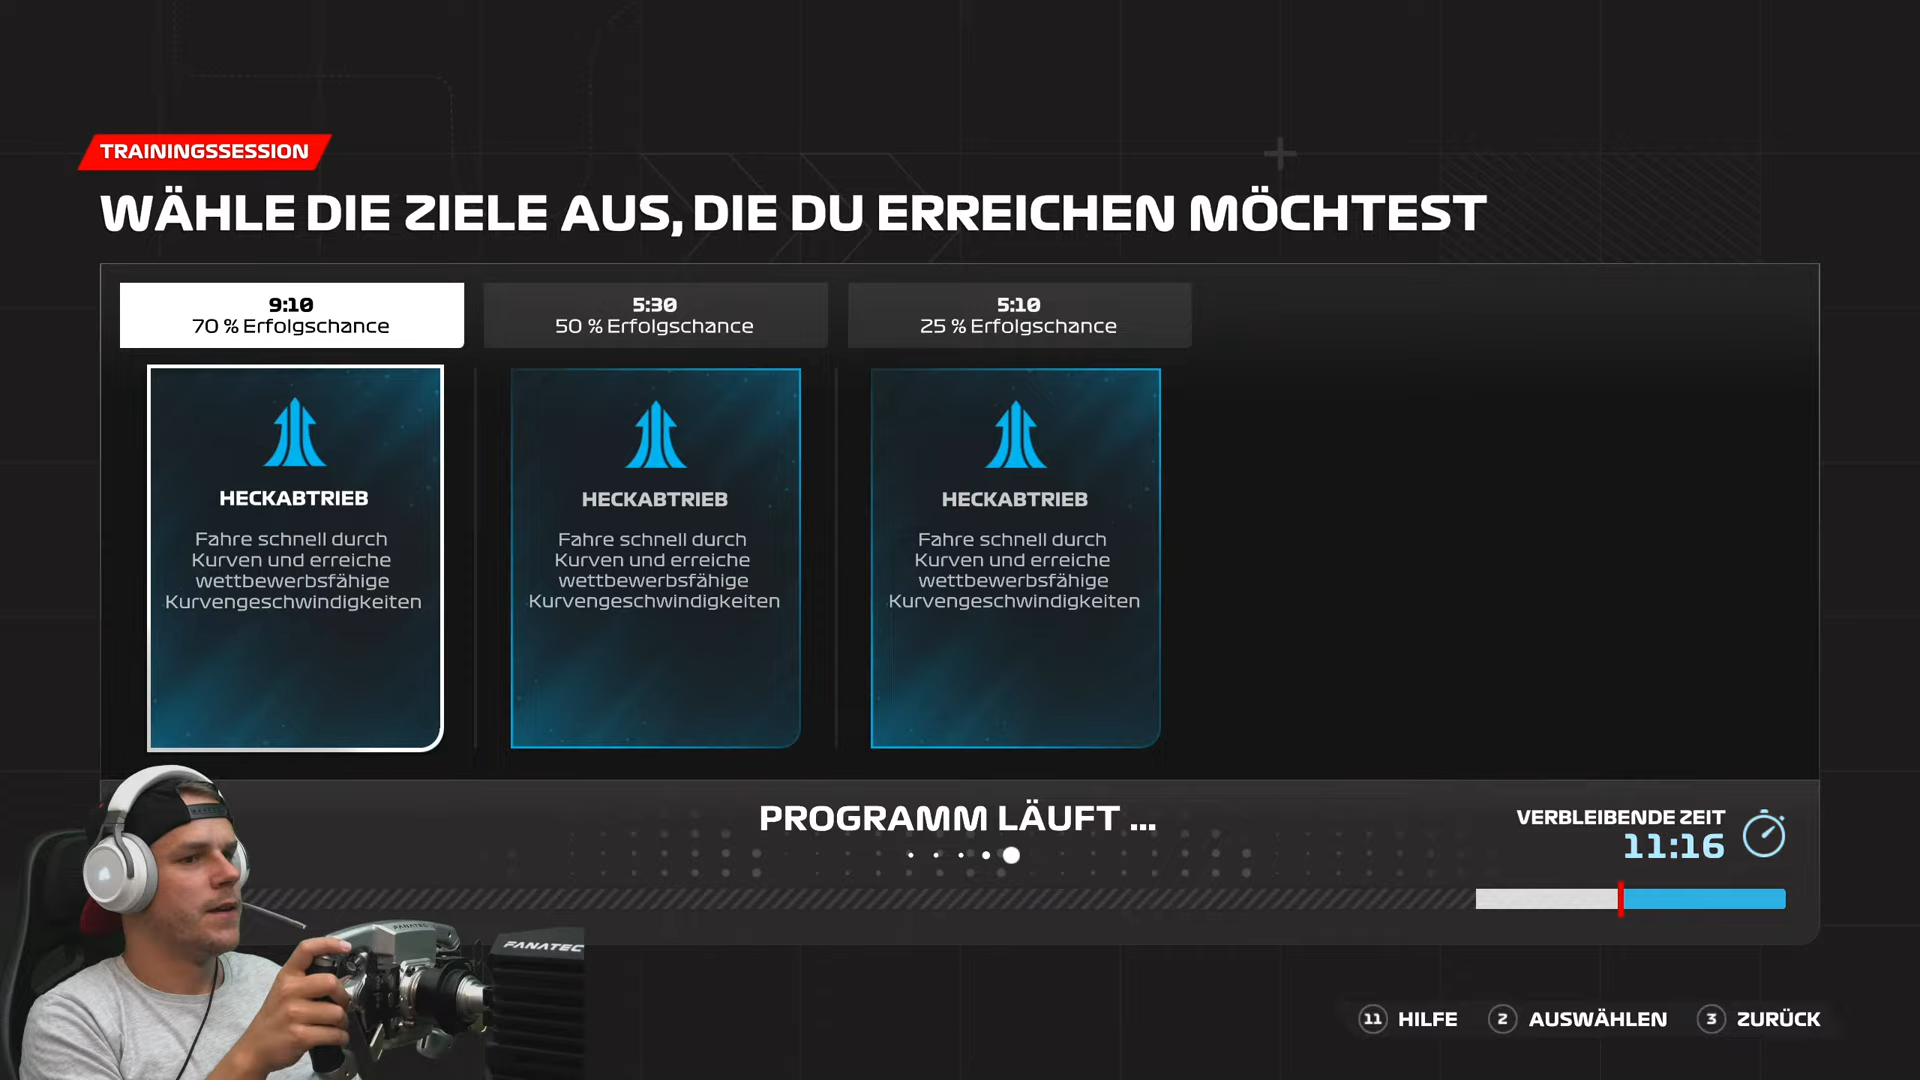 TRAININGSSESSION
WÄHLE DIE ZIELE AUS, DIE DU ERREICHEN MÖCHTEST
9:10
70 % Erfolgschance
5:30
50 % Erfolgschance
5:10
25 % Erfolgschance
HECKABTRIEB
Fahre schnell durch
Kurven und erreiche
wettbewerbsfähige
Kurvengeschwindigkeiten
HECKABTRIEB
Fahre schnell durch
Kurven und erreiche
wettbewerbsfähige
Kurvengeschwindigkeiten
HECKABTRIEB
Fahre schnell durch
Kurven und erreiche
wettbewerbsfähige
Kurvengeschwindigkeiten
PROGRAMM LÄUFT ...
VERBLEIBENDE ZEIT
11:16
FANATEC
FANATEC
11 HILFE
2 AUSWÄHLEN
3 ZURÜCK